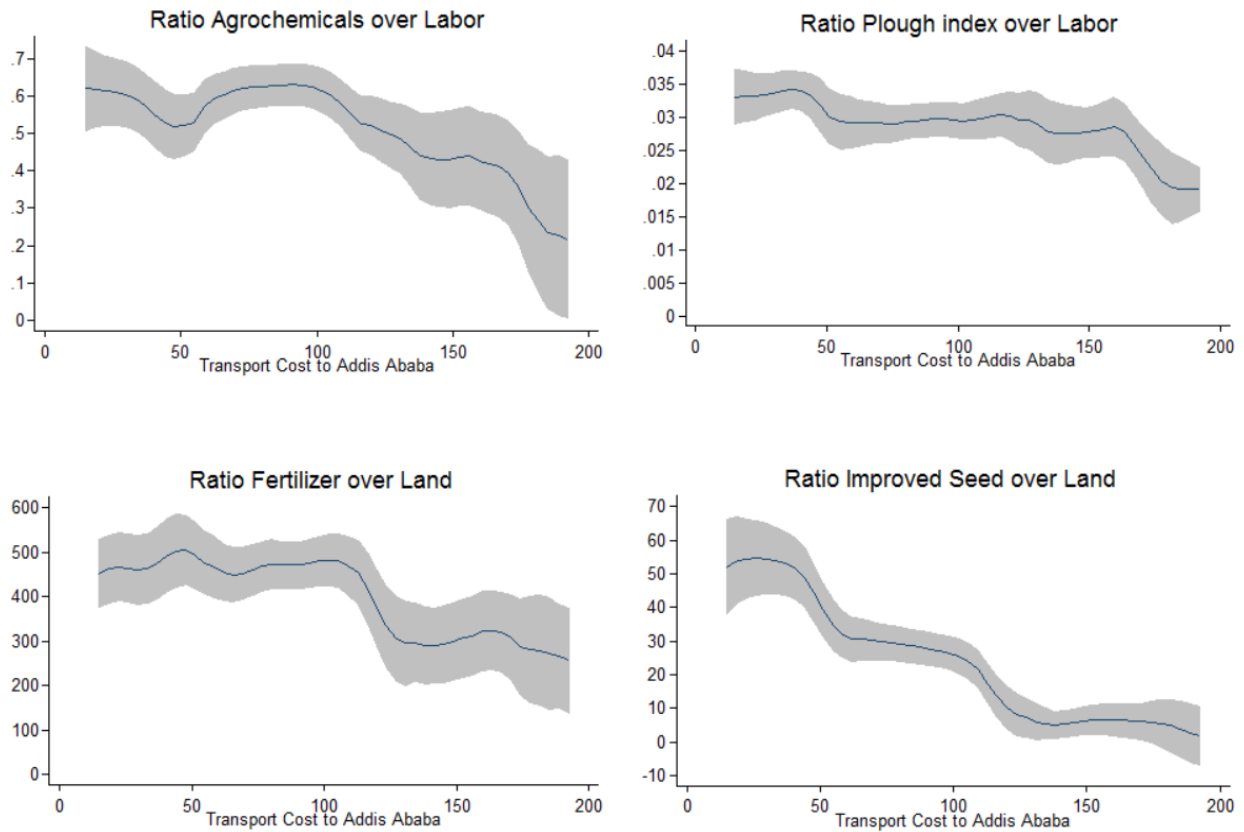 Ratio Agrochemicals over Labor
.7
.6
.5
.4
.3
.2
.1
0
0 50 100 150 200
Transport Cost to Addis Ababa
Ratio Plough index over Labor
.04
.035
.03
.025
.02
.015
.01
.005
0
0 50 100 150 200
Transport Cost to Addis Ababa
Ratio Fertilizer over Land
600
500
400
300
200
100
0
0 50 100 150 200
Transport Cost to Addis Ababa
Ratio Improved Seed over Land
70
60
50
40
30
20
10
0
-10
0 50 100 150 200
Transport Cost to Addis Ababa